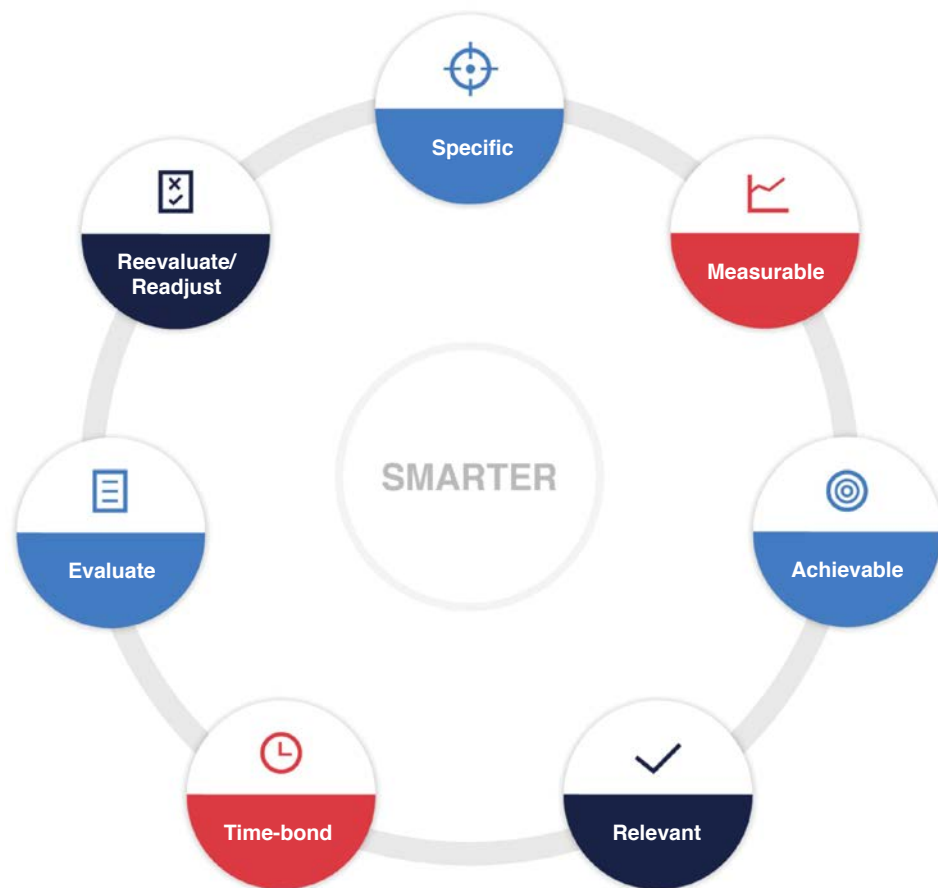 Specific
Measurable
Achievable
Relevant
Time-bond
Evaluate
Reevaluate/
Readjust
SMARTER